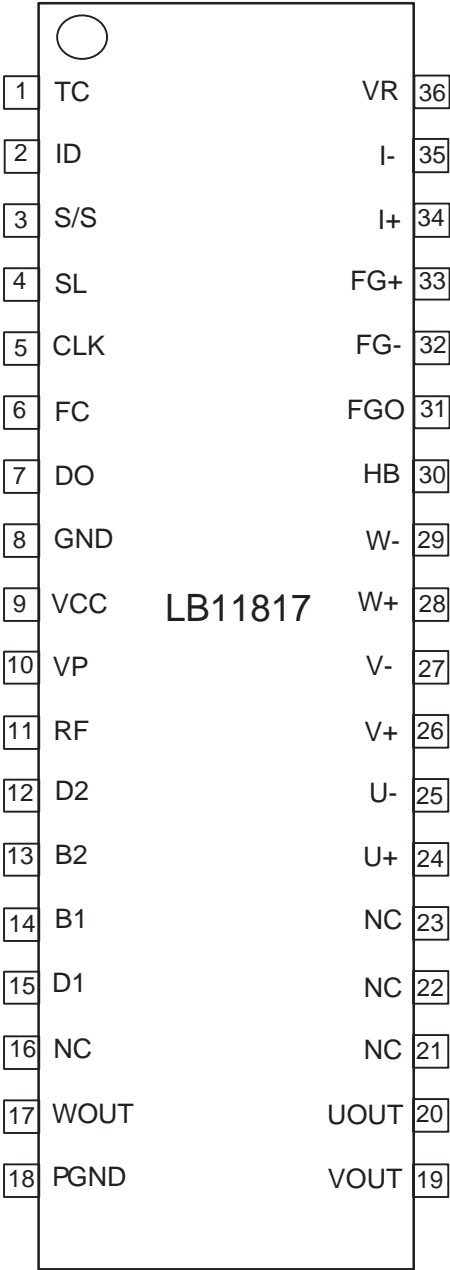 1 TC VR 36
2 ID I- 35
3 S/S I+ 34
4 SL FG+ 33
5 CLK FG- 32
6 FC FGO 31
7 DO HB 30
8 GND W- 29
9 VCC LB11817 W+ 28
10 VP V- 27
11 RF V+ 26
12 D2 U- 25
13 B2 U+ 24
14 B1 NC 23
15 D1 NC 22
16 NC NC 21
17 WOUT UOUT 20
18 PGND VOUT 19